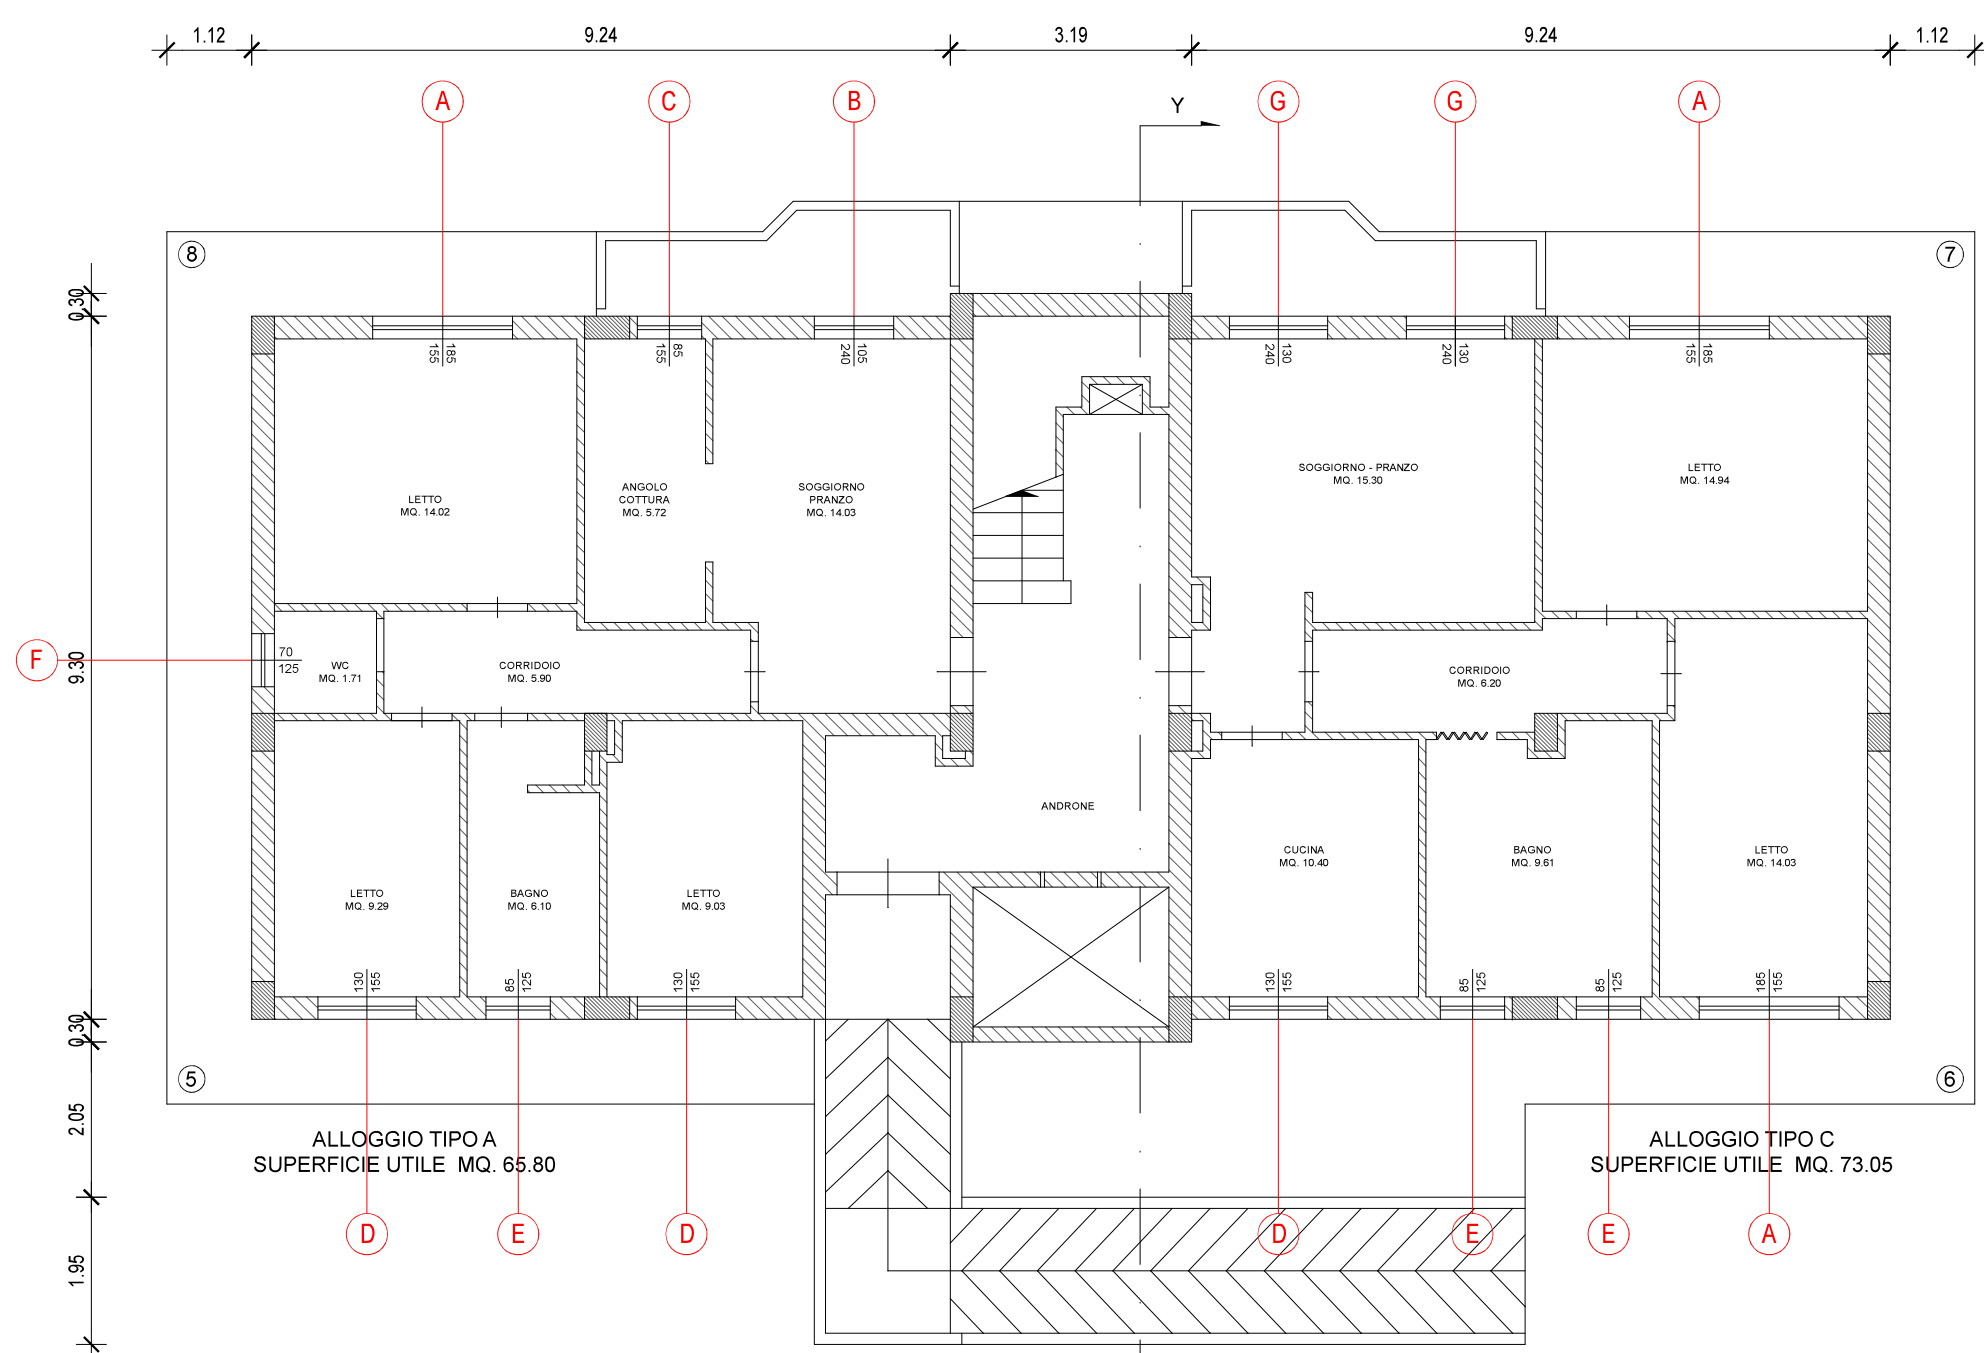 1.12 9.24 3.19 9.24 1.12
A C B G G A
Y
8 7
0.30
185
155
85
155
105
240
130
240
130
240
185
155
LETTO
MQ. 14.02
ANGOLO
COTTURA
MQ. 5.72
SOGGIORNO
PRANZO
MQ. 14.03
SOGGIORNO - PRANZO
MQ. 15.30
LETTO
MQ. 14.94
F
9.30
70
125
WC
MQ. 1.71
CORRIDOIO
MQ. 5.90
CORRIDOIO
MQ. 6.20
ANDRONE
LETTO
MQ. 9.29
BAGNO
MQ. 6.10
LETTO
MQ. 9.03
CUCINA
MQ. 10.40
BAGNO
MQ. 9.61
LETTO
MQ. 14.03
130
155
85
125
130
155
130
155
85
125
85
125
185
155
0.30
5 6
2.05
ALLOGGIO TIPO A
SUPERFICIE UTILE MQ. 65.80
ALLOGGIO TIPO C
SUPERFICIE UTILE MQ. 73.05
D E D D E E A
1.95